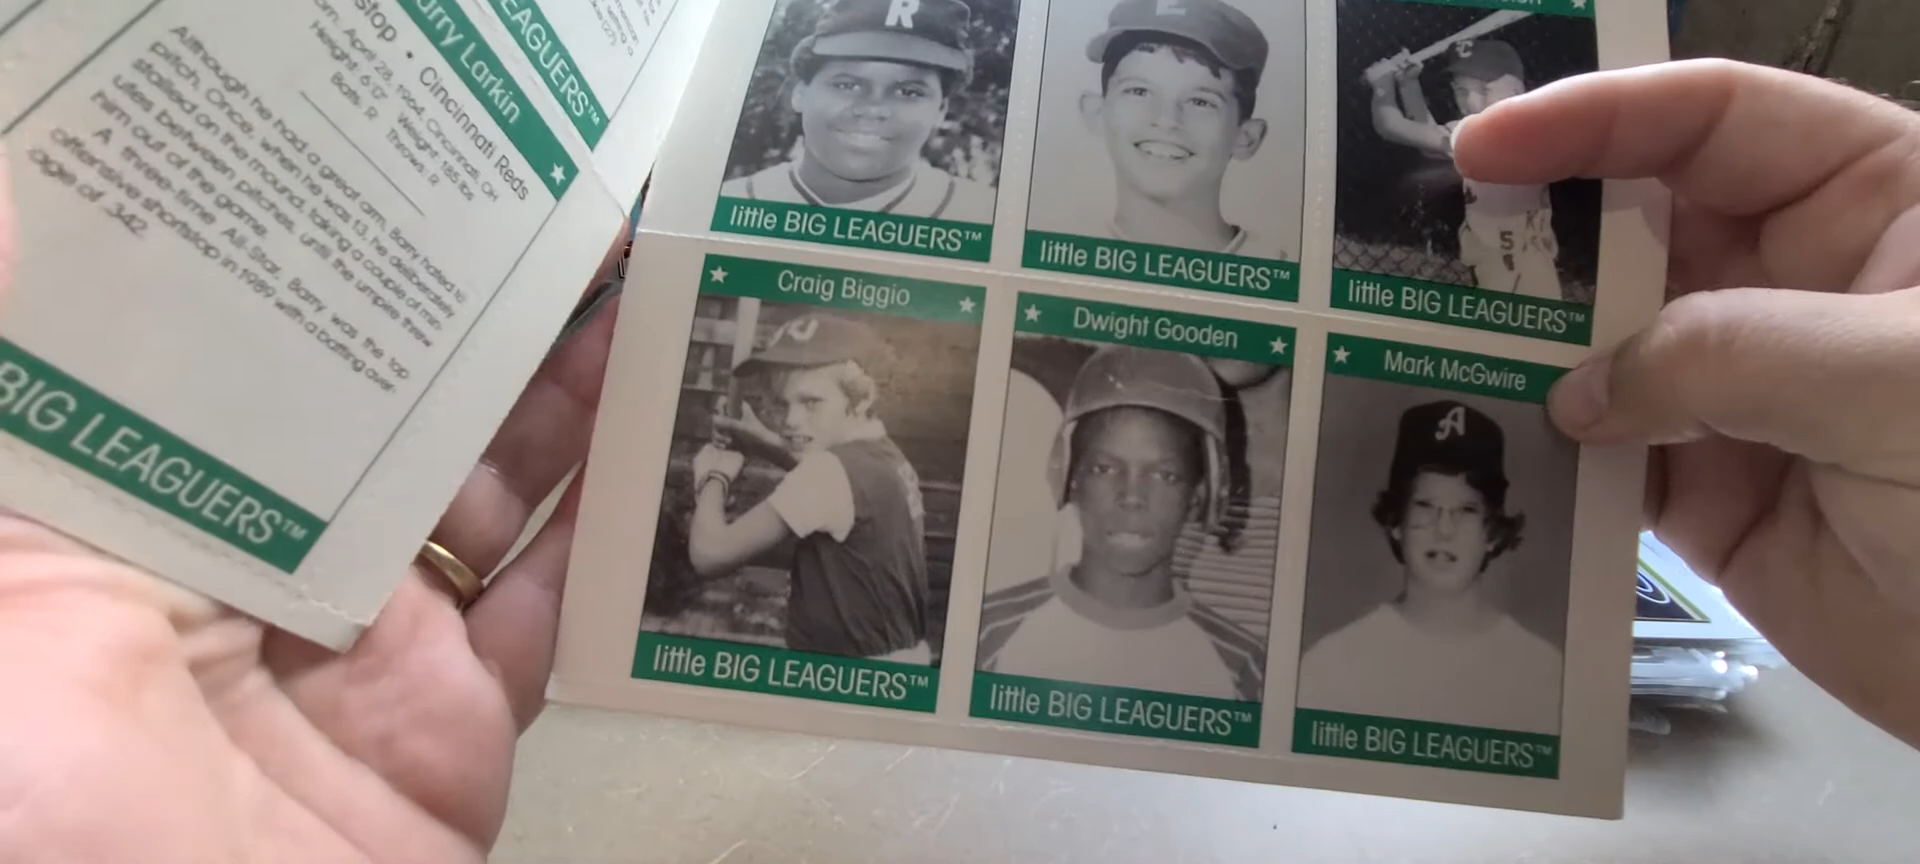 LEAGUERS™
stop • Cincinnati Reds
Larkin
April 28, 1964, Cincinnati, OH
Height: 6'0" Weight: 185 lbs
Bats: R Throws: R
Although he had a great arm, Barry hated to
pitch. Once, when he was 13, he deliberately
stalled on the mound, taking a couple of min-
utes between pitches, until the umpire threw
him out of the game.
A three-time All-Star, Barry was the top
offensive shortstop in 1989 with a batting aver-
age of .342.
BIG LEAGUERS™
R
little BIG LEAGUERS™
little BIG LEAGUERS™
C
5
little BIG LEAGUERS™
Craig Biggio
little BIG LEAGUERS™
Dwight Gooden
little BIG LEAGUERS™
Mark McGwire
A
little BIG LEAGUERS™